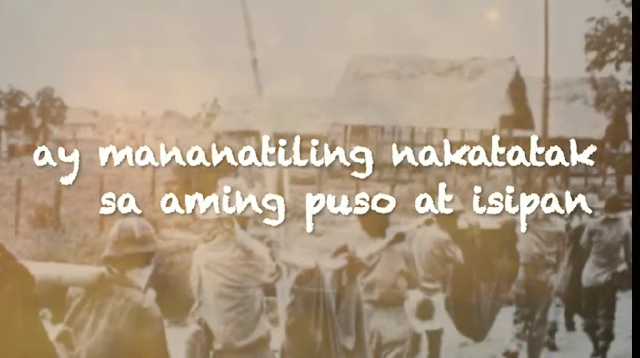 ay mananatiling nakatatak
sa aming puso at isipan